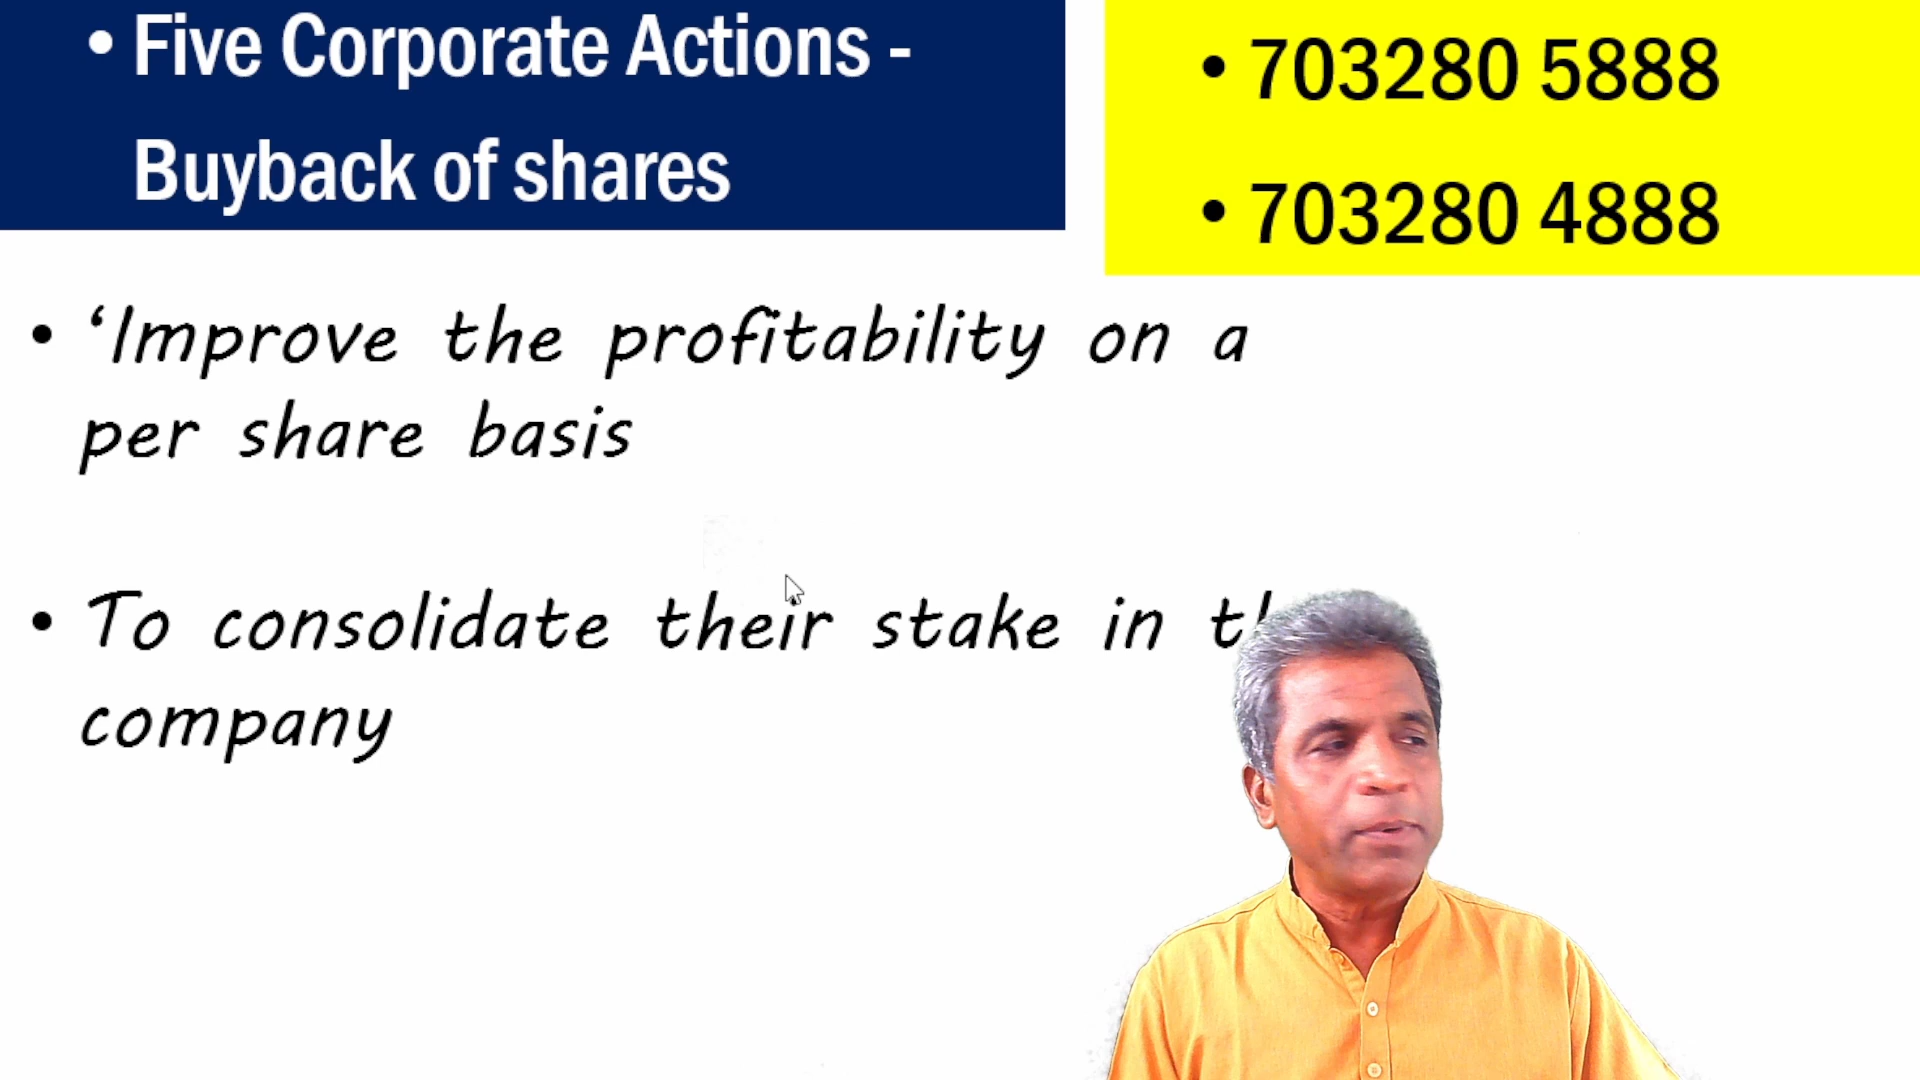 • Five Corporate Actions -
Buyback of shares
• 703280 5888
• 703280 4888
• ‘Improve the profitability on a
per share basis
• To consolidate their stake in
company